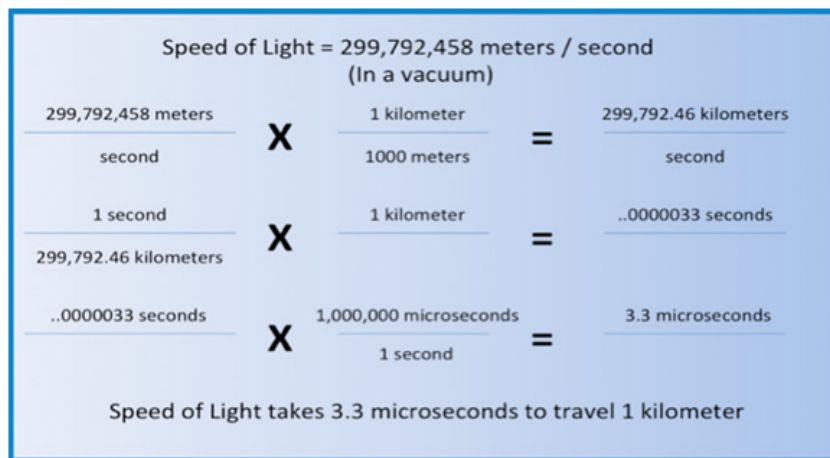 Speed of Light = 299,792,458 meters / second
(In a vacuum)
299,792,458 meters
second
X
1 kilometer
1000 meters
=
299,792.46 kilometers
second
1 second
299,792.46 kilometers
X
1 kilometer
=
..0000033 seconds
..0000033 seconds
X
1,000,000 microseconds
1 second
=
3.3 microseconds
Speed of Light takes 3.3 microseconds to travel 1 kilometer